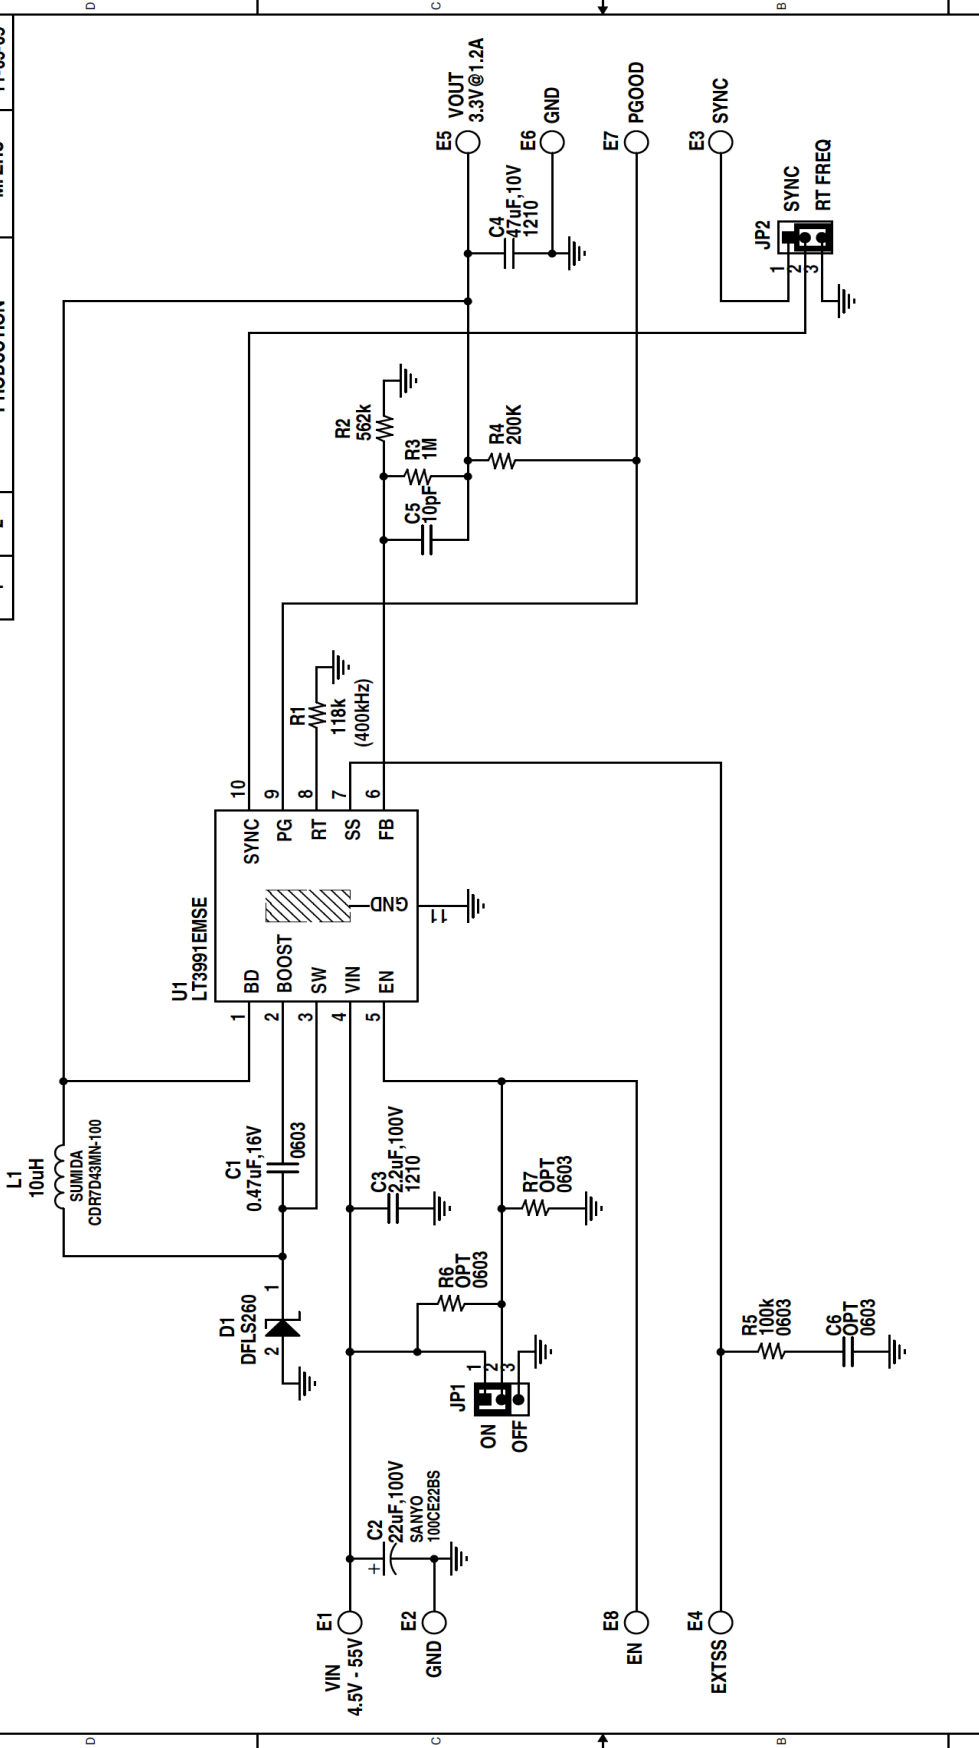 D
C
B
L1
10uH
SUMIDA
CDR7D43MN-100
D1
DFLS260
1
2
C1
0.47uF,16V
0603
U1
LT3991EMSE
1
2
3
4
5
BD
BOOST
SW
VIN
EN
GND
11
SYNC
PG
RT
SS
FB
10
9
8
7
6
R1
118k
(400kHz)
R2
562k
R3
1M
C5
10pF
R4
200K
C4
47uF,10V
1210
E5
VOUT
3.3V@1.2A
E6
GND
E7
PGOOD
E3
SYNC
JP2
1
2
3
SYNC
RT FREQ
E1
VIN
4.5V - 55V
E2
GND
+
C2
22uF,100V
SANYO
100CE22BS
C3
2.2uF,100V
1210
R6
OPT
0603
R7
OPT
0603
JP1
1
2
3
ON
OFF
E8
EN
E4
EXTSS
R5
100k
0603
C6
OPT
0603
D
C
B